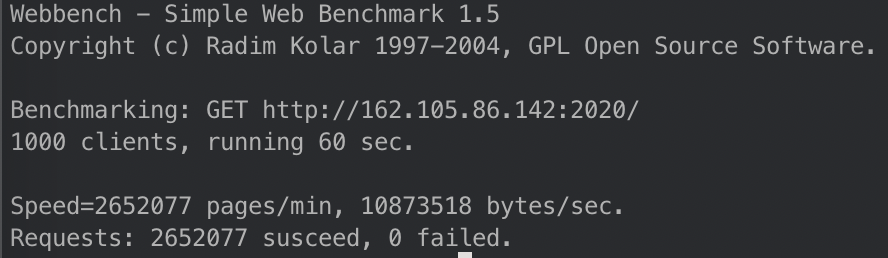 Webbench – Simple Web Benchmark 1.5
Copyright (c) Radim Kolar 1997–2004, GPL Open Source Software.
Benchmarking: GET http://162.105.86.142:2020/
1000 clients, running 60 sec.
Speed=2652077 pages/min, 10873518 bytes/sec.
Requests: 2652077 susceed, 0 failed.